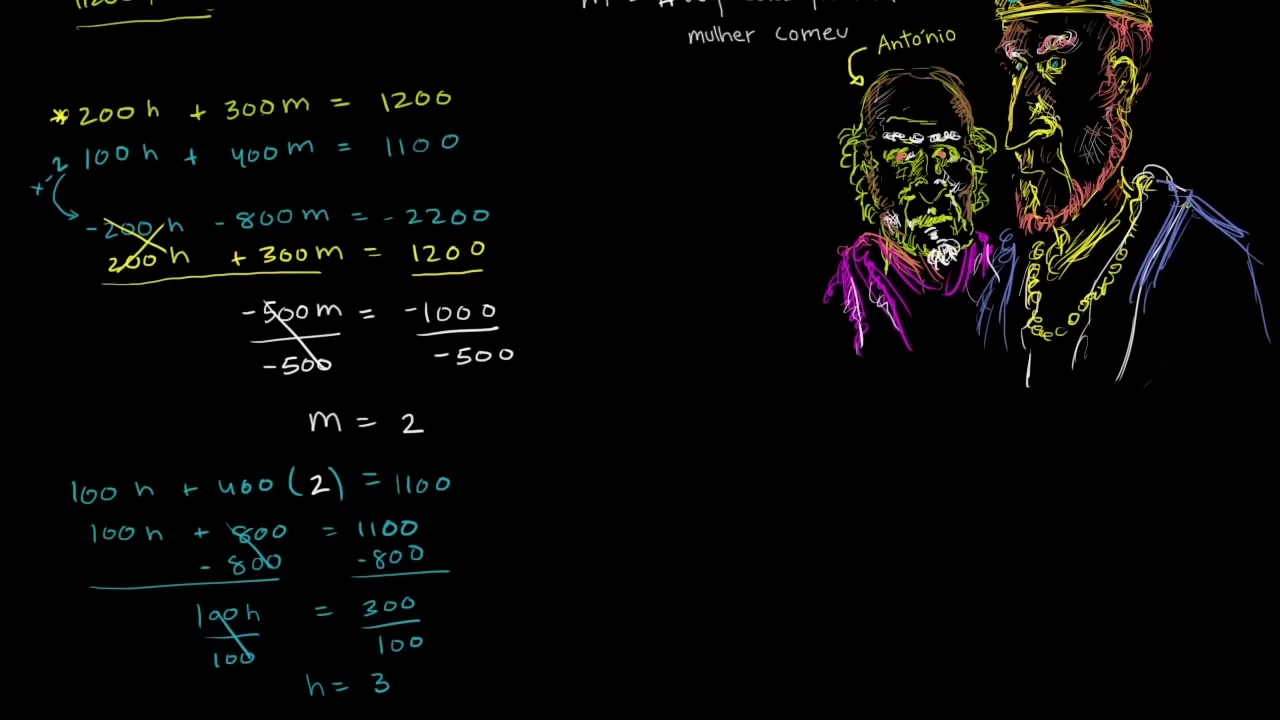 mulher comeu
António
* 200h + 300m = 1200
100h + 400m = 1100
x -2
-200h - 800m = -2200
200h + 300m = 1200
-500m = -1000
-500 -500
m = 2
100h + 400(2) = 1100
100h + 800 = 1100
- 800 -800
100h = 300
100 100
h = 3